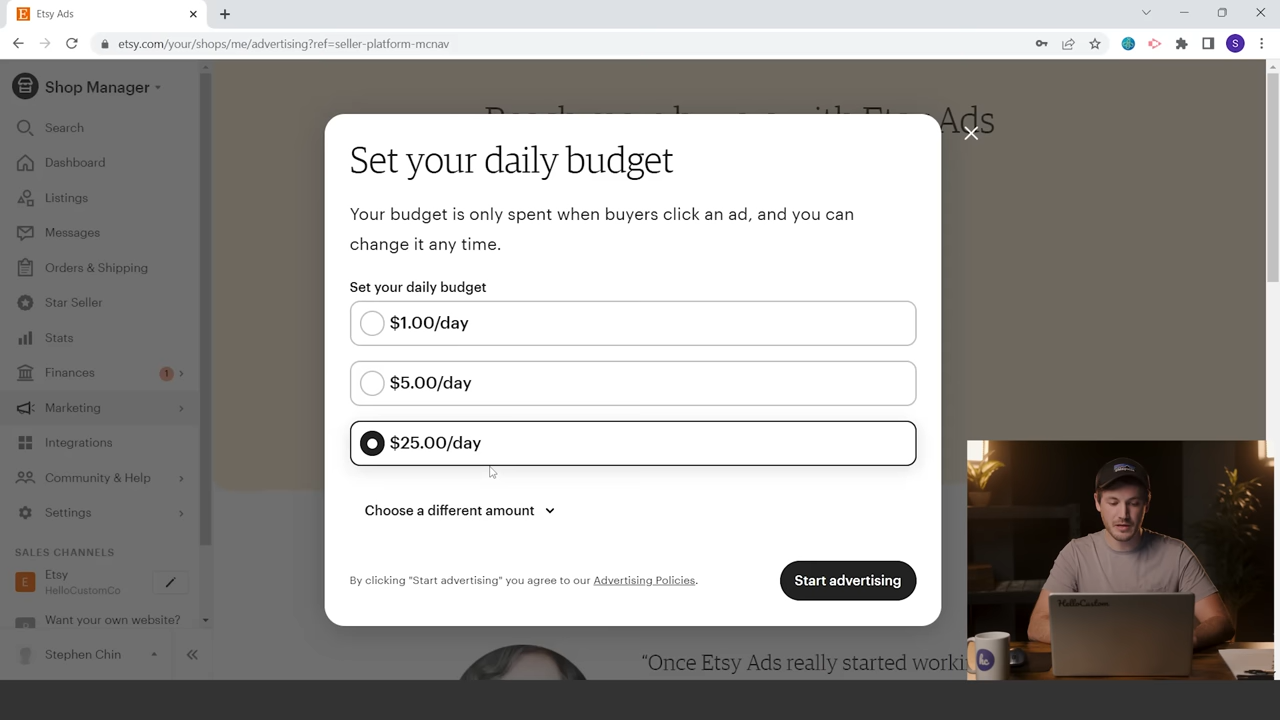 Etsy Ads
etsy.com/your/shops/me/advertising?ref=seller-platform-mcnav
S
Shop Manager
Search
Dashboard
Listings
Messages
Orders & Shipping
Star Seller
Stats
Finances 1
Marketing
Integrations
Community & Help
Settings
SALES CHANNELS
E Etsy
HelloCustomCo
Want your own website?
Stephen Chin
Ads
Set your daily budget
Your budget is only spent when buyers click an ad, and you can
change it any time.
Set your daily budget
$1.00/day
$5.00/day
$25.00/day
Choose a different amount
By clicking "Start advertising" you agree to our Advertising Policies.
Start advertising
“Once Etsy Ads really started worki
HelloCustom
hc